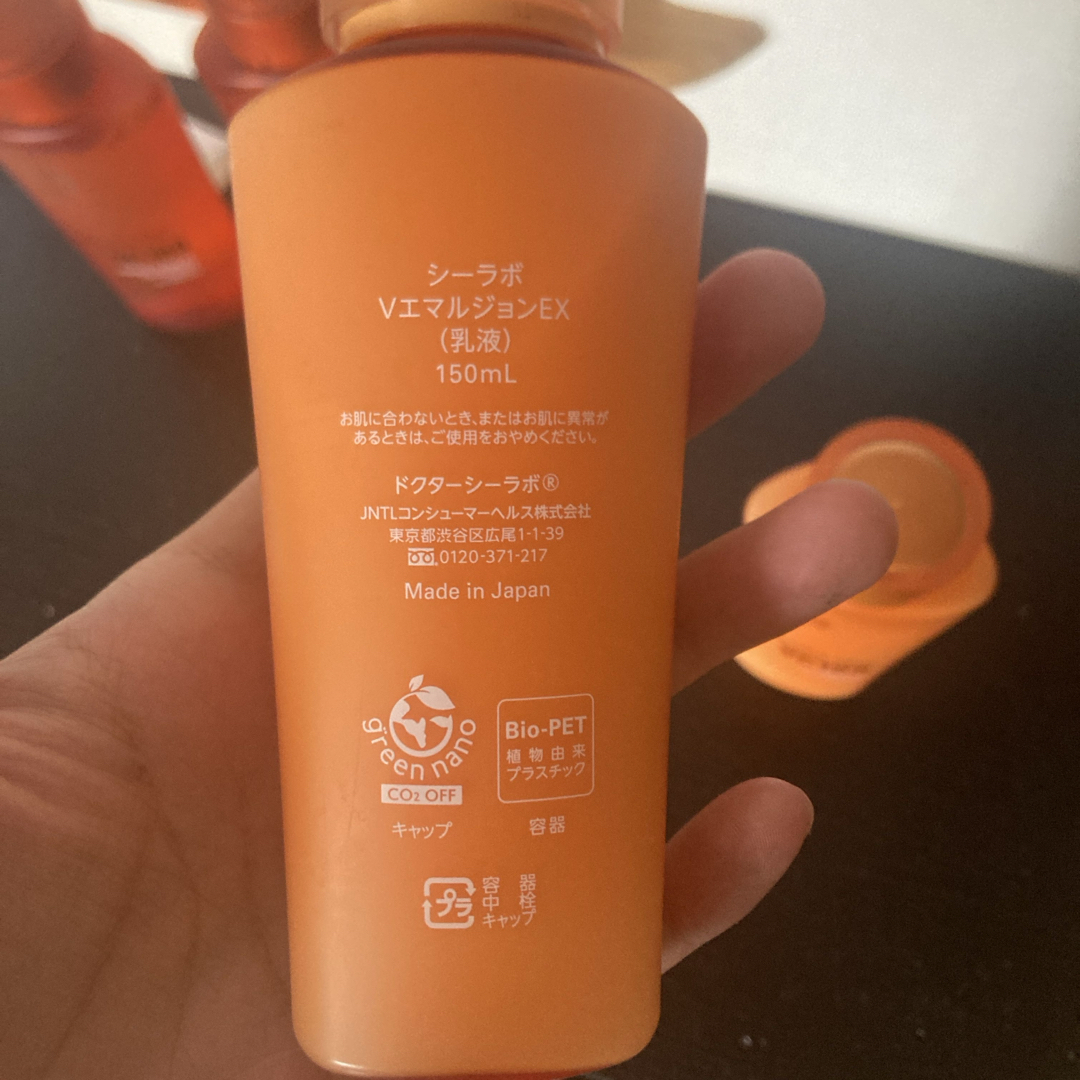 シーラボ
VエマルジョンEX
(乳液)
150mL
お肌に合わないとき、またはお肌に異常が
あるときは、ご使用をおやめください。
ドクターシーラボ®
JNTLコンシューマーヘルス株式会社
東京都渋谷区広尾1-1-39
0120-371-217
Made in Japan
green nano
CO₂ OFF
キャップ
Bio-PET
植物由来
プラスチック
容器
プラ
容器
中栓
キャップ